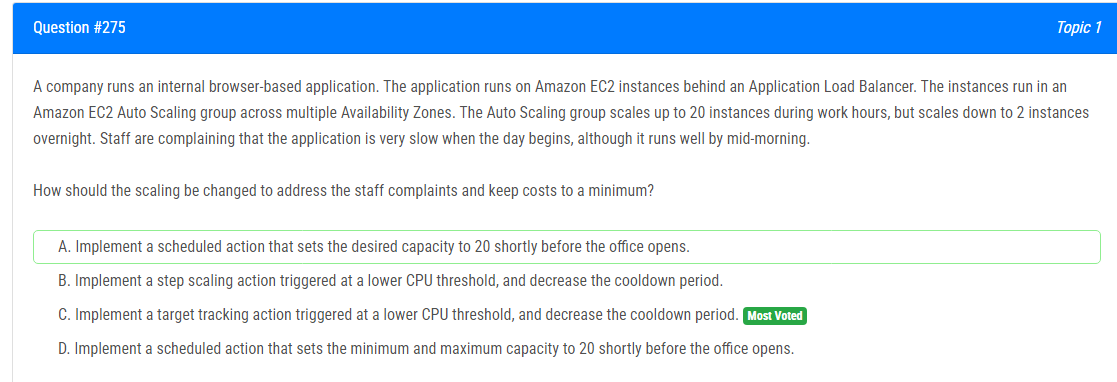 Question #275
Topic 1
A company runs an internal browser-based application. The application runs on Amazon EC2 instances behind an Application Load Balancer. The instances run in an
Amazon EC2 Auto Scaling group across multiple Availability Zones. The Auto Scaling group scales up to 20 instances during work hours, but scales down to 2 instances
overnight. Staff are complaining that the application is very slow when the day begins, although it runs well by mid-morning.
How should the scaling be changed to address the staff complaints and keep costs to a minimum?
A. Implement a scheduled action that sets the desired capacity to 20 shortly before the office opens.
B. Implement a step scaling action triggered at a lower CPU threshold, and decrease the cooldown period.
C. Implement a target tracking action triggered at a lower CPU threshold, and decrease the cooldown period. Most Voted
D. Implement a scheduled action that sets the minimum and maximum capacity to 20 shortly before the office opens.